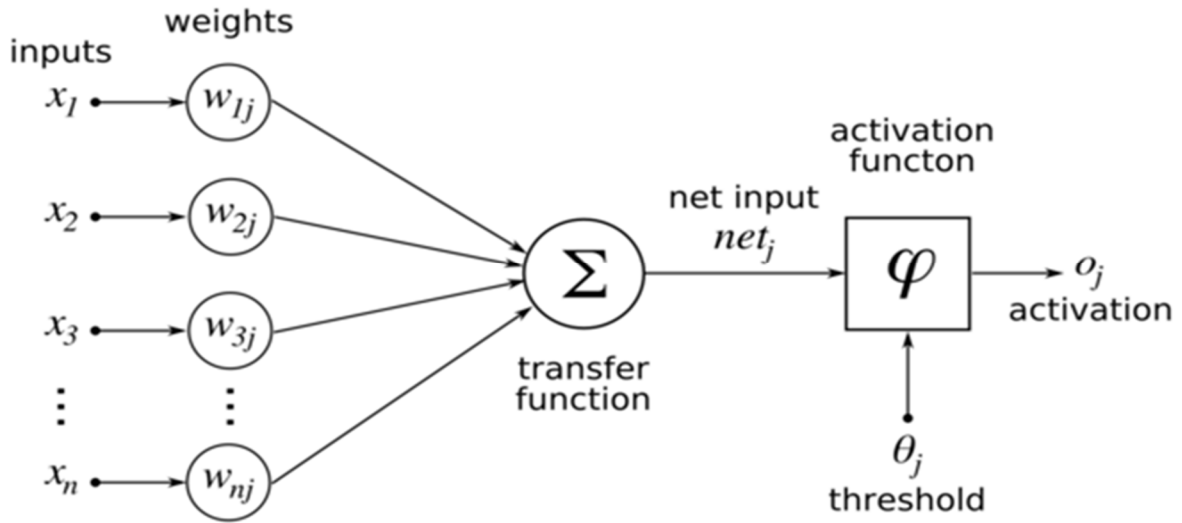 weights
inputs
x1
w1j
activation
functon
x2
w2j
net input
netj
Σ
φ
oj
activation
x3
w3j
transfer
function
⋮
⋮
θj
xn
wnj
threshold